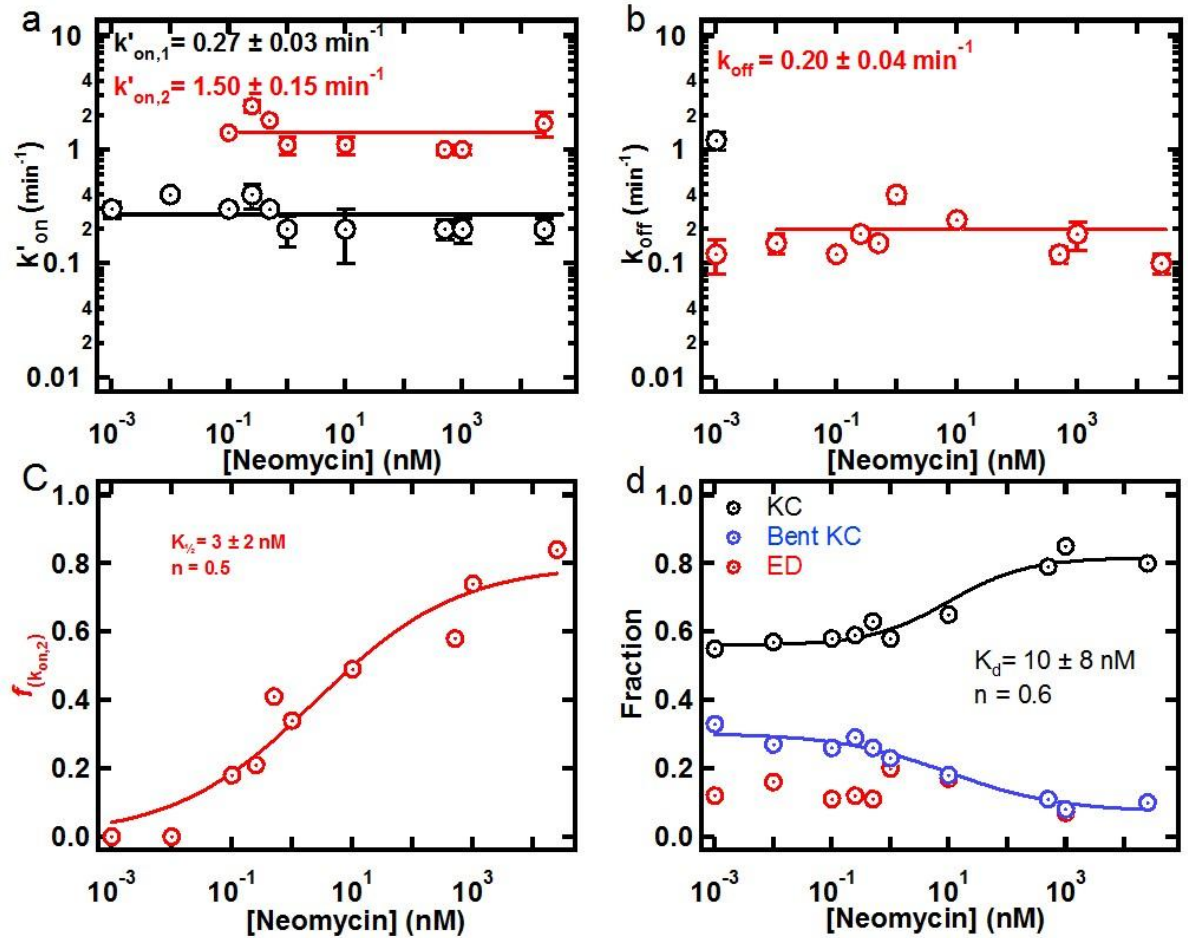 a
k'on,1 = 0.27 ± 0.03 min⁻¹
k'on,2 = 1.50 ± 0.15 min⁻¹
10
4
2
1
4
2
0.1
4
2
0.01
k'on (min⁻¹)
10⁻³ 10⁻¹ 10¹ 10³
[Neomycin] (nM)
b
koff = 0.20 ± 0.04 min⁻¹
10
4
2
1
4
2
0.1
4
2
0.01
koff (min⁻¹)
10⁻³ 10⁻¹ 10¹ 10³
[Neomycin] (nM)
C
K½ = 3 ± 2 nM
n = 0.5
1.0
0.8
0.6
0.4
0.2
0.0
f(kon,2)
10⁻³ 10⁻¹ 10¹ 10³
[Neomycin] (nM)
d
KC
Bent KC
ED
Kd = 10 ± 8 nM
n = 0.6
1.0
0.8
0.6
0.4
0.2
0.0
Fraction
10⁻³ 10⁻¹ 10¹ 10³
[Neomycin] (nM)